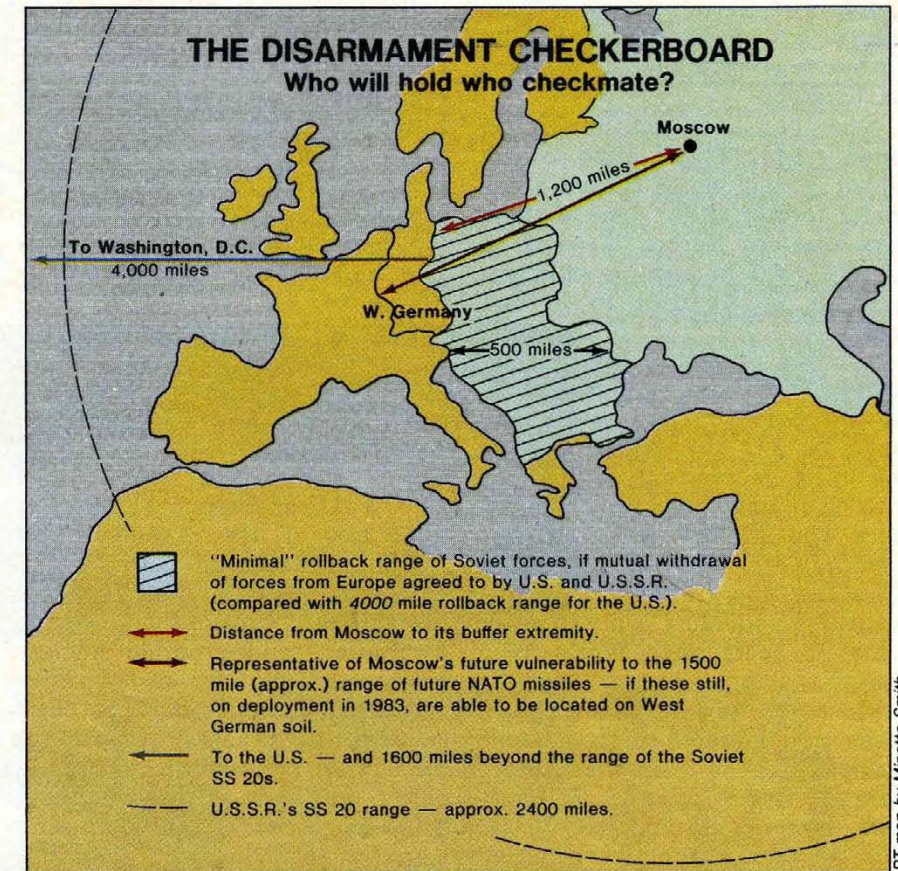 THE DISARMAMENT CHECKERBOARD
Who will hold who checkmate?
Moscow
1,200 miles
To Washington, D.C.
4,000 miles
W. Germany
500 miles
"Minimal" rollback range of Soviet forces, if mutual withdrawal
of forces from Europe agreed to by U.S. and U.S.S.R.
(compared with 4000 mile rollback range for the U.S.).
Distance from Moscow to its buffer extremity.
Representative of Moscow's future vulnerability to the 1500
mile (approx.) range of future NATO missiles — if these still,
on deployment in 1983, are able to be located on West
German soil.
To the U.S. — and 1600 miles beyond the range of the Soviet
SS 20s.
U.S.S.R.'s SS 20 range — approx. 2400 miles.
PT map by Minette Smith